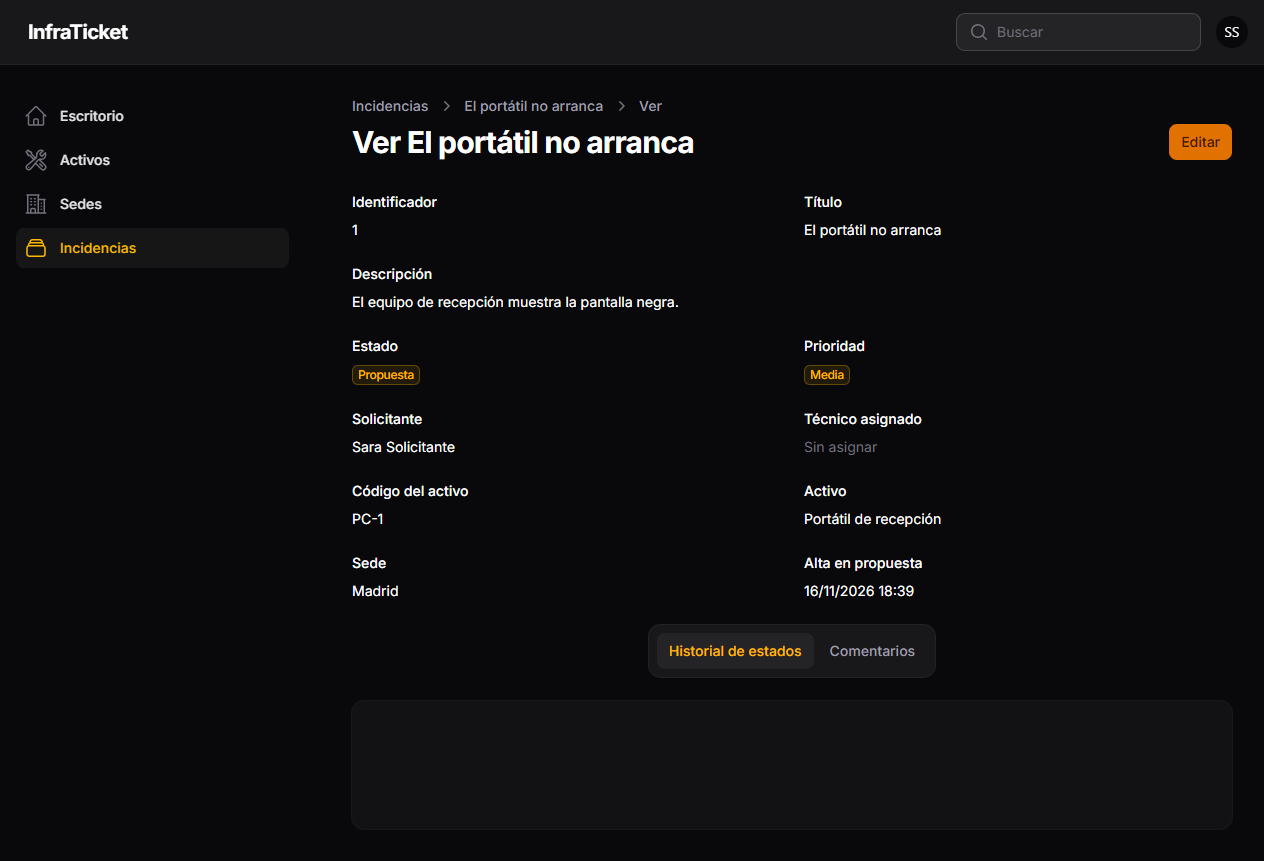 InfraTicket
Buscar
SS
Escritorio
Activos
Sedes
Incidencias
Incidencias > El portátil no arranca > Ver
Ver El portátil no arranca
Editar
Identificador
1
Título
El portátil no arranca
Descripción
El equipo de recepción muestra la pantalla negra.
Estado
Propuesta
Prioridad
Media
Solicitante
Sara Solicitante
Técnico asignado
Sin asignar
Código del activo
PC-1
Activo
Portátil de recepción
Sede
Madrid
Alta en propuesta
16/11/2026 18:39
Historial de estados
Comentarios